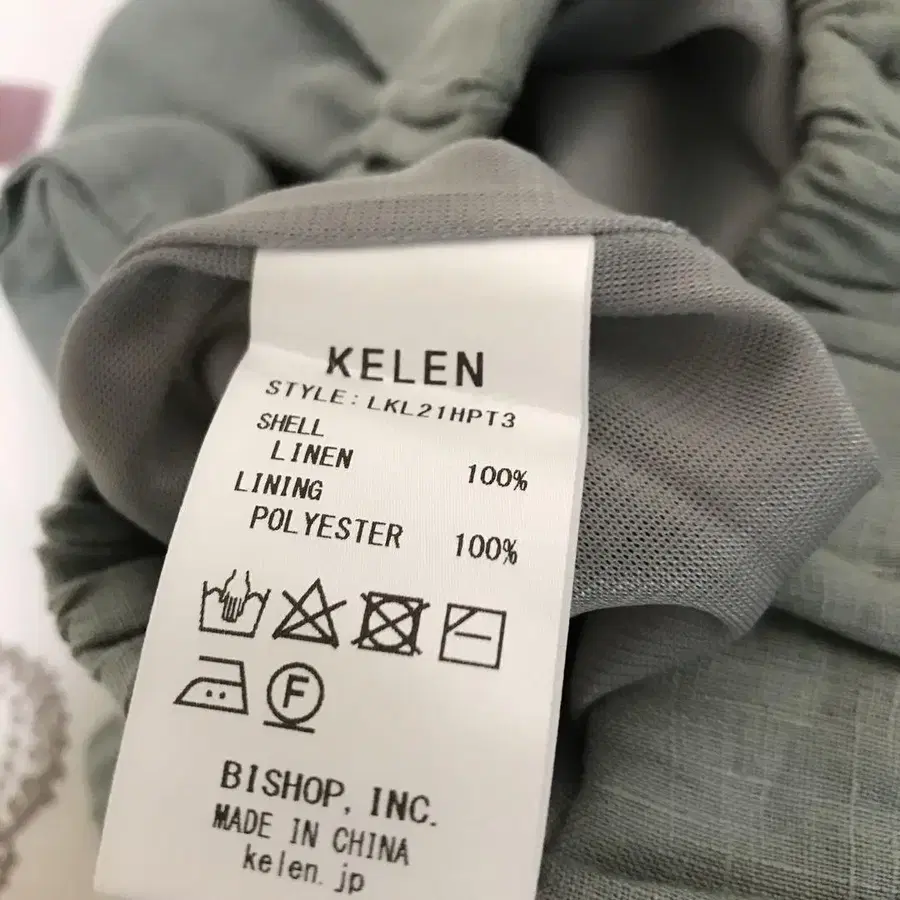 KELEN
STYLE: LKL21HPT3
SHELL
LINEN 100%
LINING
POLYESTER 100%
F
BISHOP, INC.
MADE IN CHINA
kelen.jp